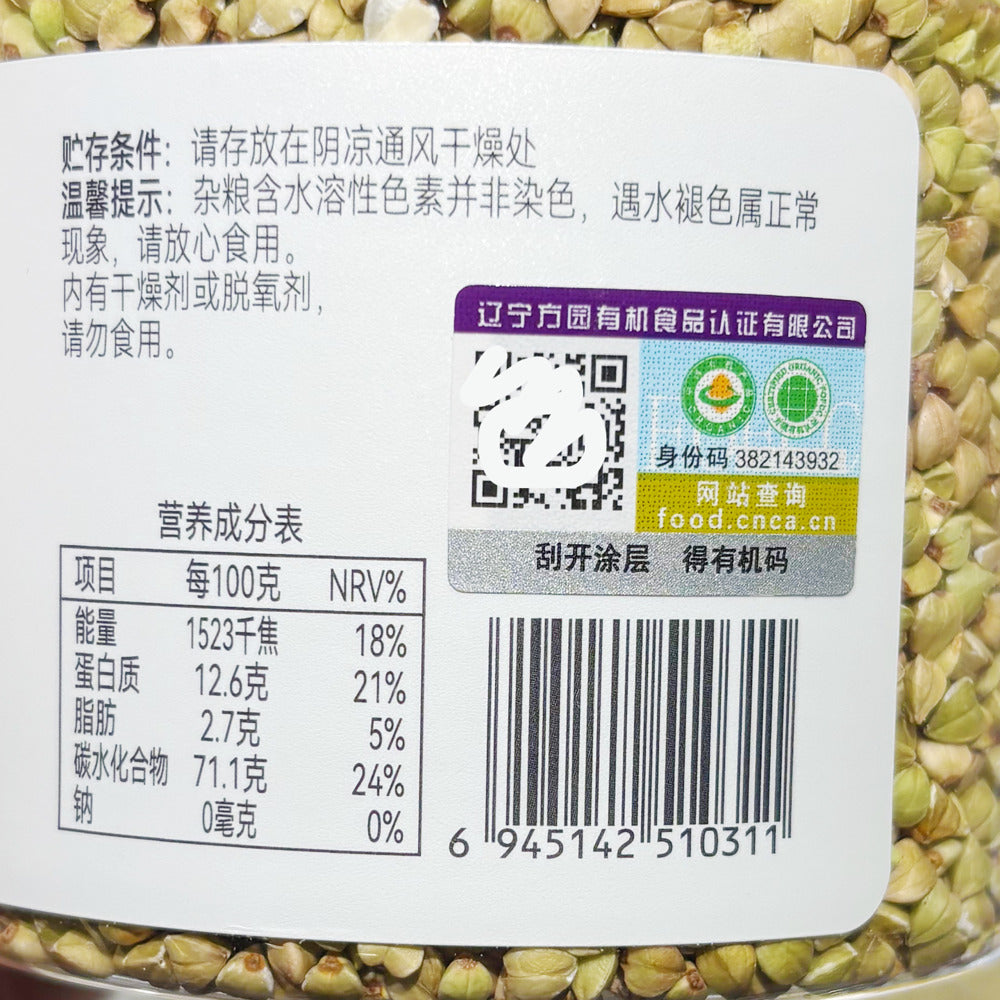 贮存条件：请存放在阴凉通风干燥处
温馨提示：杂粮含水溶性色素并非染色，遇水褪色属正常
现象，请放心食用。
内有干燥剂或脱氧剂，
请勿食用。
辽宁方园有机食品认证有限公司
身份码 382143932
网站查询
food.cnca.cn
刮开涂层 得有机码
营养成分表
项目 每100克 NRV%
能量 1523千焦 18%
蛋白质 12.6克 21%
脂肪 2.7克 5%
碳水化合物 71.1克 24%
钠 0毫克 0%
6 945142 510311